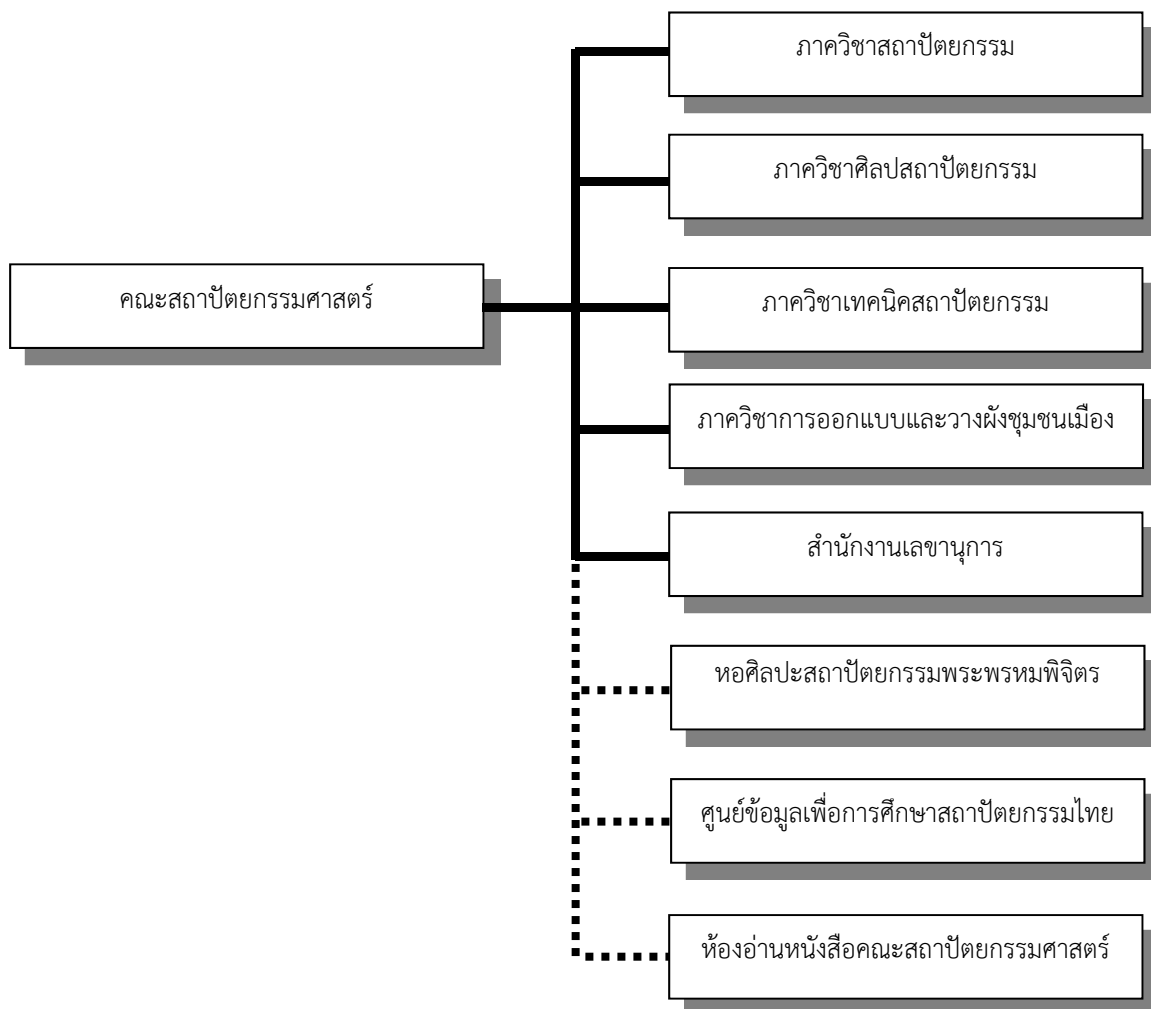 ภาควิชาสถาปัตยกรรม
ภาควิชาศิลปสถาปัตยกรรม
คณะสถาปัตยกรรมศาสตร์
ภาควิชาเทคนิคสถาปัตยกรรม
ภาควิชาการออกแบบและวางผังชุมชนเมือง
สำนักงานเลขานุการ
หอศิลปะสถาปัตยกรรมพระพรหมพิจิตร
ศูนย์ข้อมูลเพื่อการศึกษาสถาปัตยกรรมไทย
ห้องอ่านหนังสือคณะสถาปัตยกรรมศาสตร์